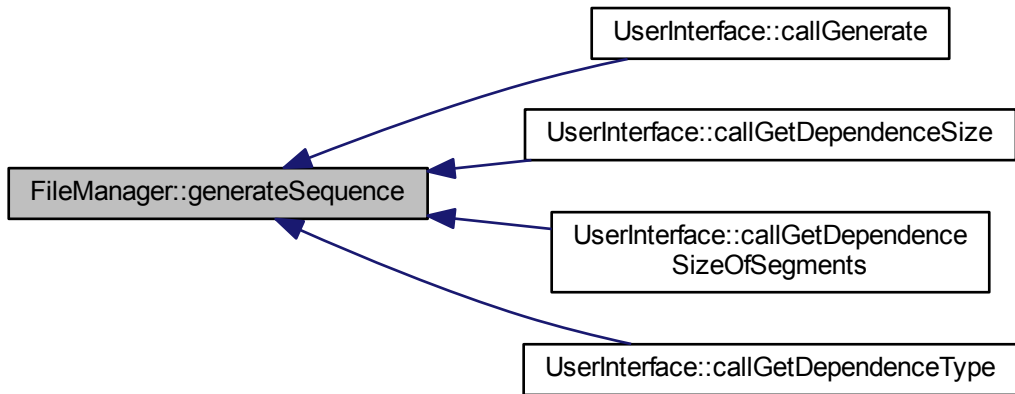 UserInterface::callGenerate
UserInterface::callGetDependenceSize
FileManager::generateSequence
UserInterface::callGetDependence
SizeOfSegments
UserInterface::callGetDependenceType